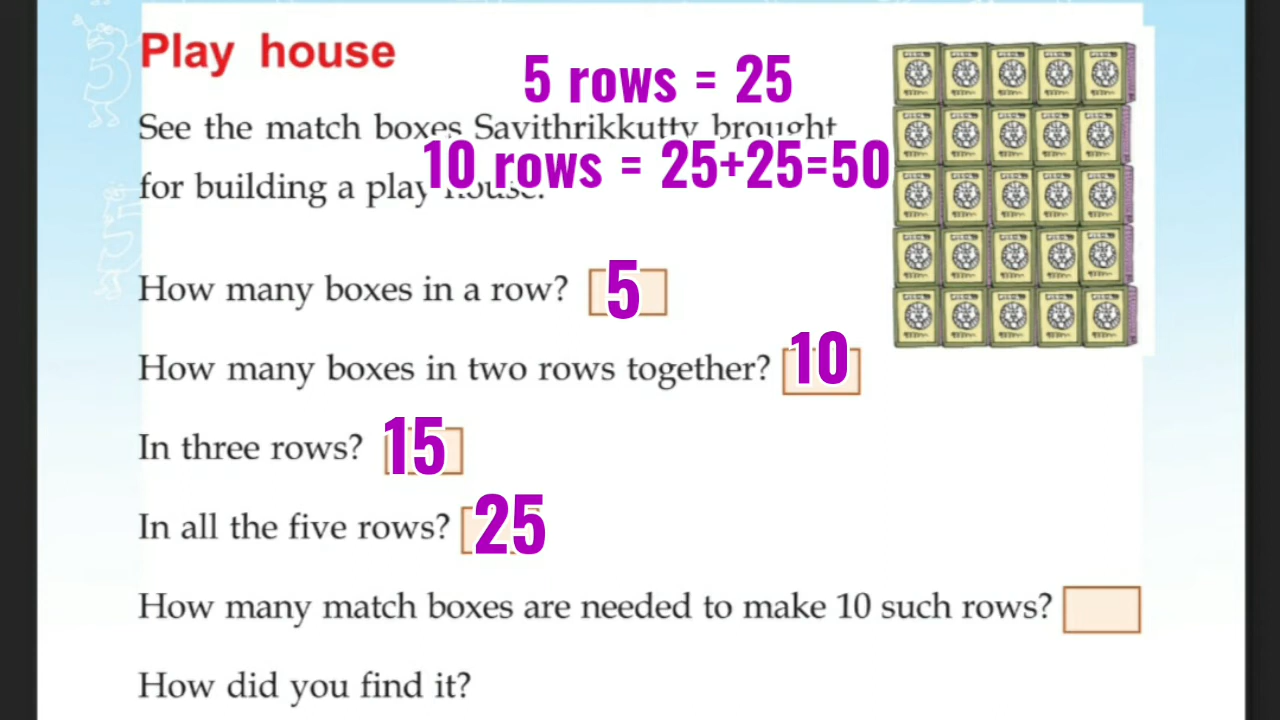 Play house
5 rows = 25
See the match boxes Savithrikkutty brought
10 rows = 25+25=50
for building a play house.
How many boxes in a row? 5
How many boxes in two rows together? 10
In three rows? 15
In all the five rows? 25
How many match boxes are needed to make 10 such rows?
How did you find it?